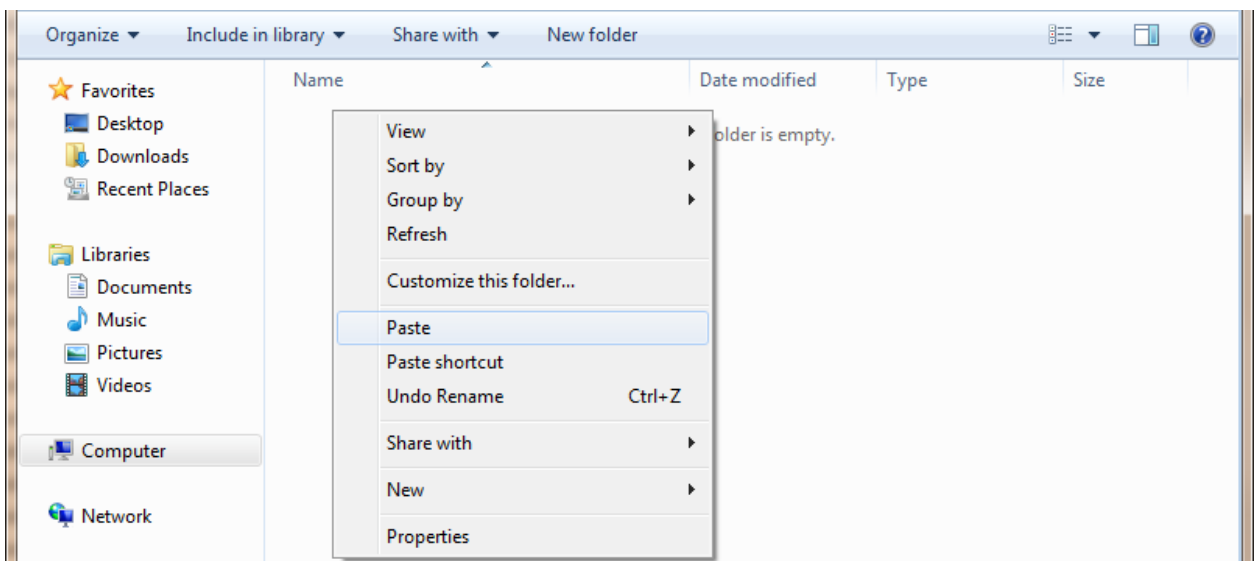 Organize Include in library Share with New folder
Name Date modified Type Size
Favorites
Desktop
Downloads
Recent Places
Libraries
Documents
Music
Pictures
Videos
Computer
Network
older is empty.
View
Sort by
Group by
Refresh
Customize this folder...
Paste
Paste shortcut
Undo Rename Ctrl+Z
Share with
New
Properties